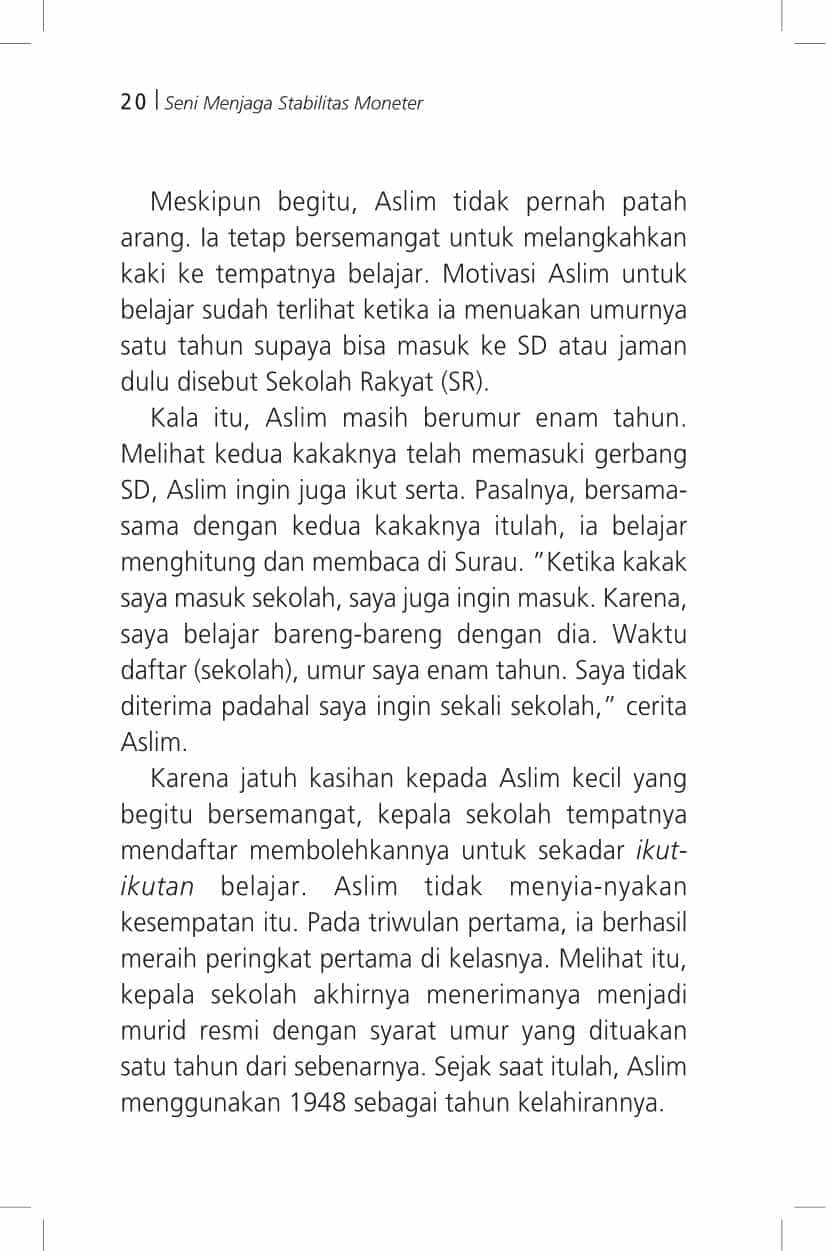 20 | Seni Menjaga Stabilitas Moneter
Meskipun begitu, Aslim tidak pernah patah
arang. Ia tetap bersemangat untuk melangkahkan
kaki ke tempatnya belajar. Motivasi Aslim untuk
belajar sudah terlihat ketika ia menuakan umurnya
satu tahun supaya bisa masuk ke SD atau jaman
dulu disebut Sekolah Rakyat (SR).
Kala itu, Aslim masih berumur enam tahun.
Melihat kedua kakaknya telah memasuki gerbang
SD, Aslim ingin juga ikut serta. Pasalnya, bersama-
sama dengan kedua kakaknya itulah, ia belajar
menghitung dan membaca di Surau. ”Ketika kakak
saya masuk sekolah, saya juga ingin masuk. Karena,
saya belajar bareng-bareng dengan dia. Waktu
daftar (sekolah), umur saya enam tahun. Saya tidak
diterima padahal saya ingin sekali sekolah,” cerita
Aslim.
Karena jatuh kasihan kepada Aslim kecil yang
begitu bersemangat, kepala sekolah tempatnya
mendaftar membolehkannya untuk sekadar ikut-
ikutan belajar. Aslim tidak menyia-nyakan
kesempatan itu. Pada triwulan pertama, ia berhasil
meraih peringkat pertama di kelasnya. Melihat itu,
kepala sekolah akhirnya menerimanya menjadi
murid resmi dengan syarat umur yang dituakan
satu tahun dari sebenarnya. Sejak saat itulah, Aslim
menggunakan 1948 sebagai tahun kelahirannya.